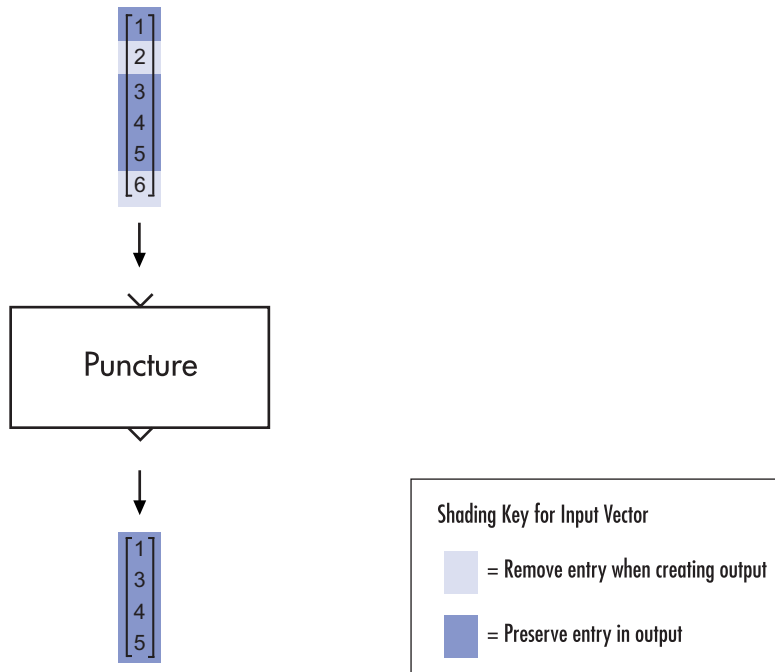 1
2
3
4
5
6
Puncture
1
3
4
5
Shading Key for Input Vector
= Remove entry when creating output
= Preserve entry in output